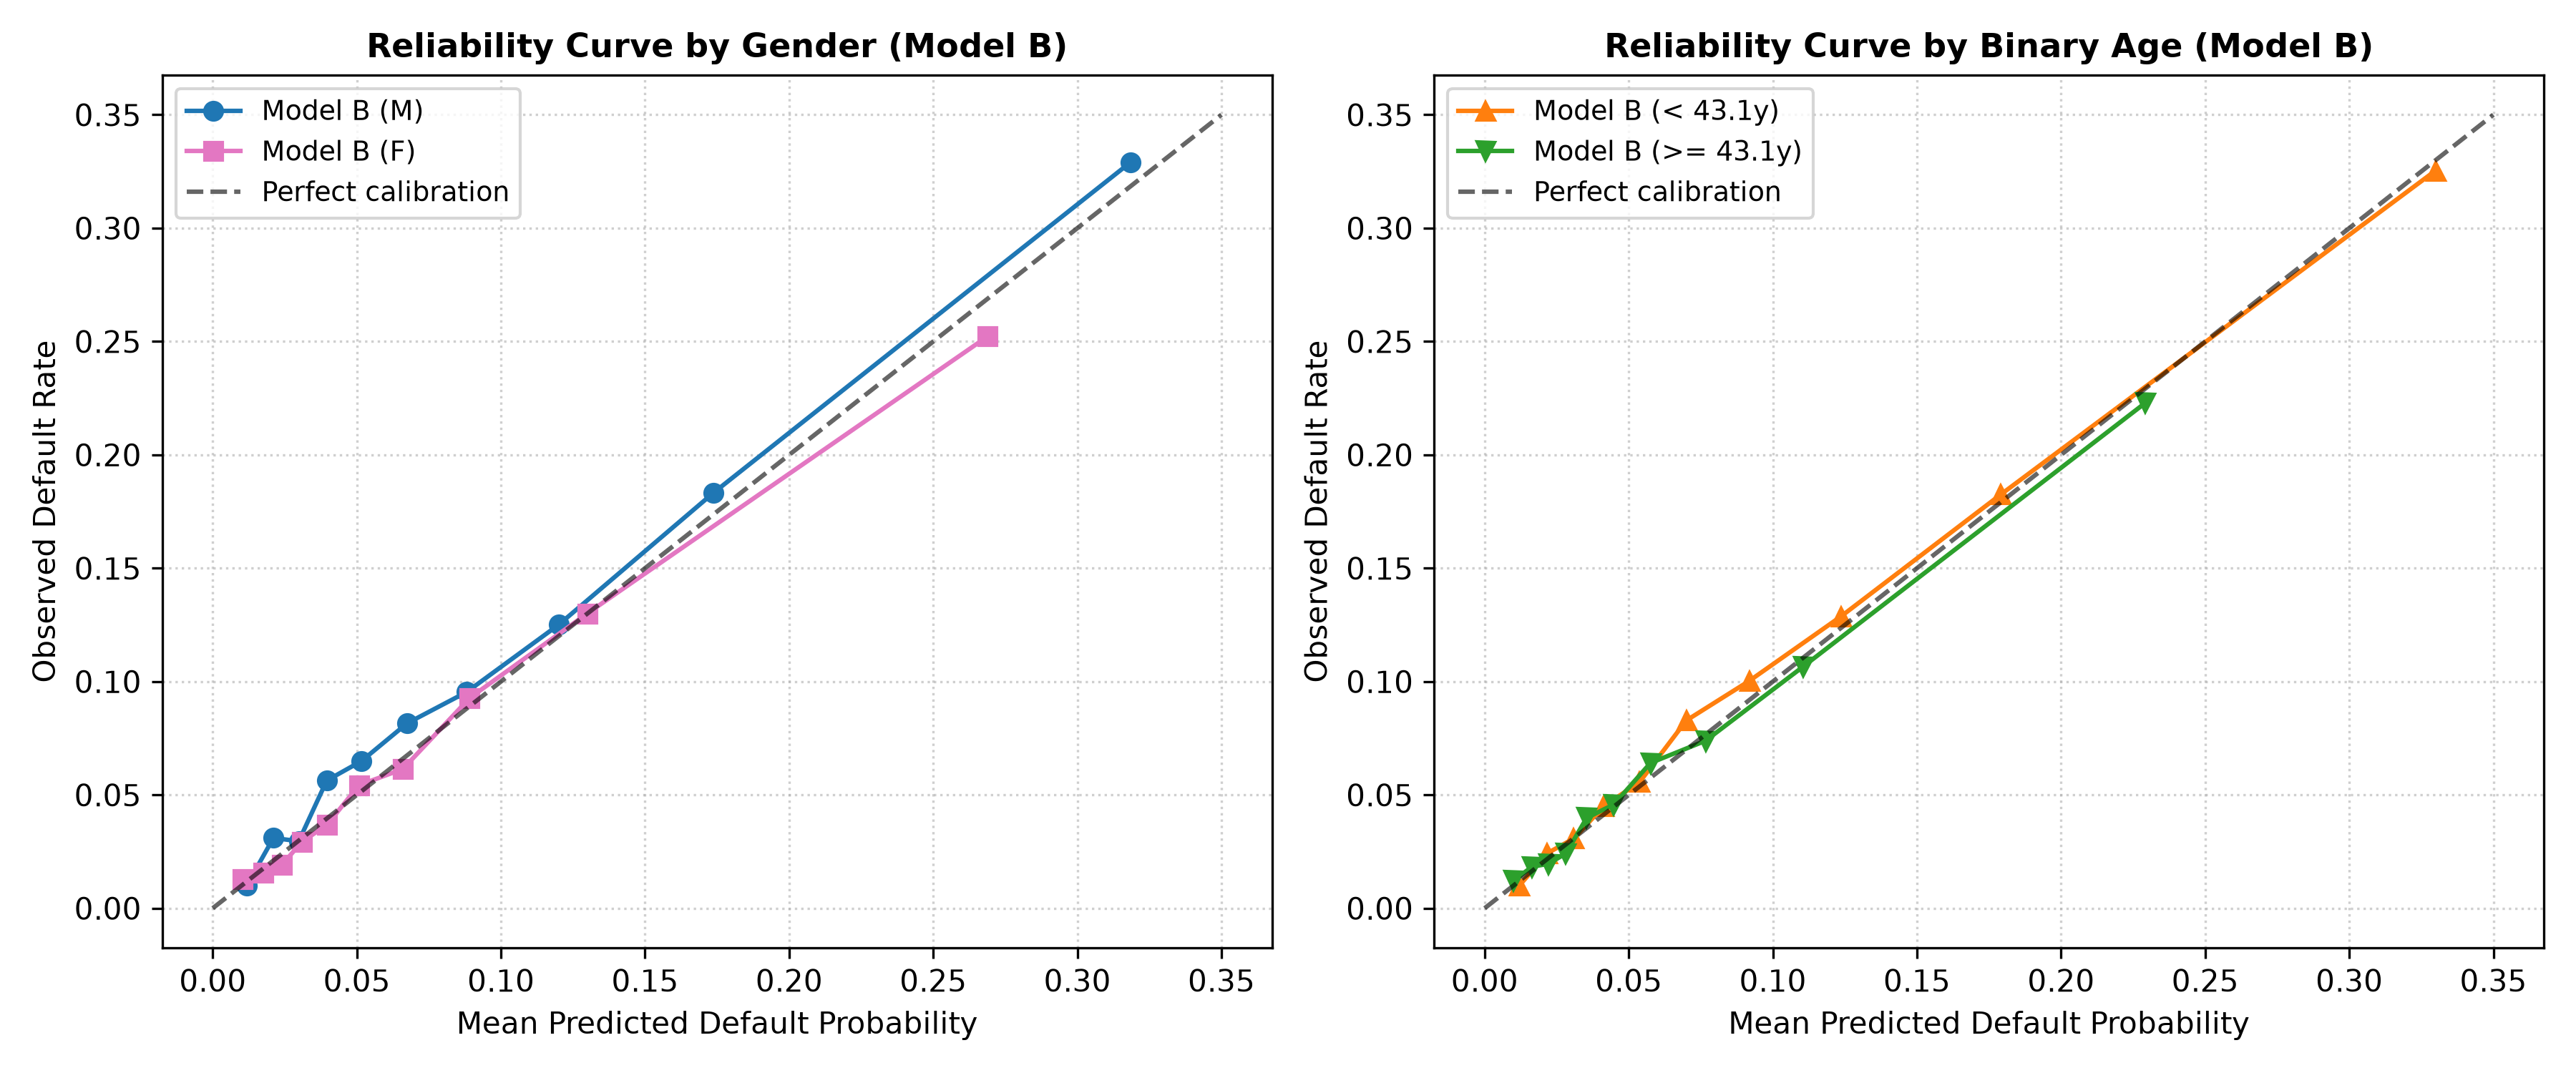 Reliability Curve by Gender (Model B)
Model B (M)
Model B (F)
Perfect calibration
0.35
0.30
0.25
0.20
0.15
0.10
0.05
0.00
Observed Default Rate
0.00 0.05 0.10 0.15 0.20 0.25 0.30 0.35
Mean Predicted Default Probability
Reliability Curve by Binary Age (Model B)
Model B (< 43.1y)
Model B (>= 43.1y)
Perfect calibration
0.35
0.30
0.25
0.20
0.15
0.10
0.05
0.00
Observed Default Rate
0.00 0.05 0.10 0.15 0.20 0.25 0.30 0.35
Mean Predicted Default Probability